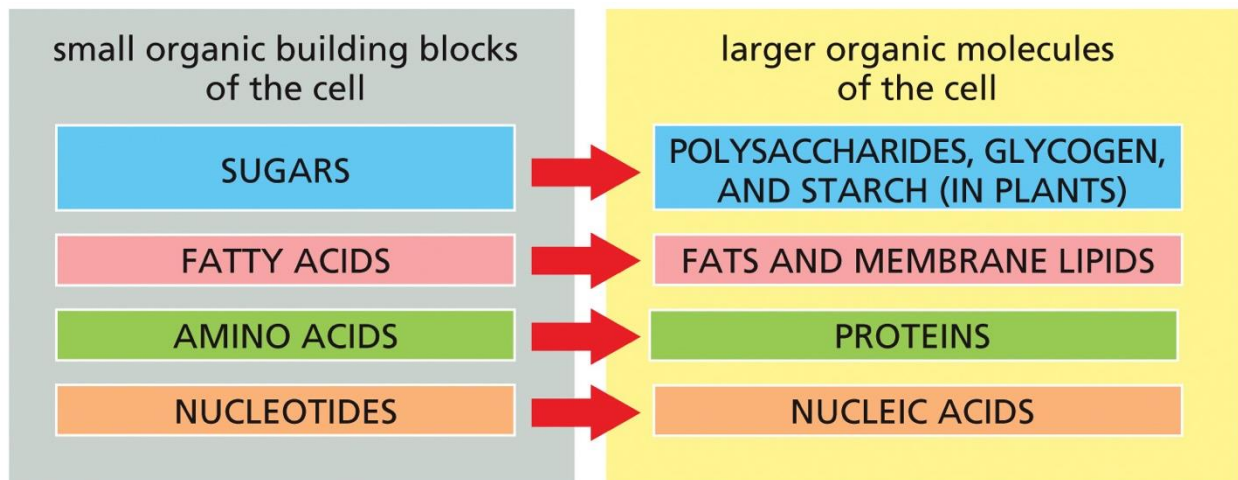 small organic building blocks
of the cell
larger organic molecules
of the cell
SUGARS
POLYSACCHARIDES, GLYCOGEN,
AND STARCH (IN PLANTS)
FATTY ACIDS
FATS AND MEMBRANE LIPIDS
AMINO ACIDS
PROTEINS
NUCLEOTIDES
NUCLEIC ACIDS